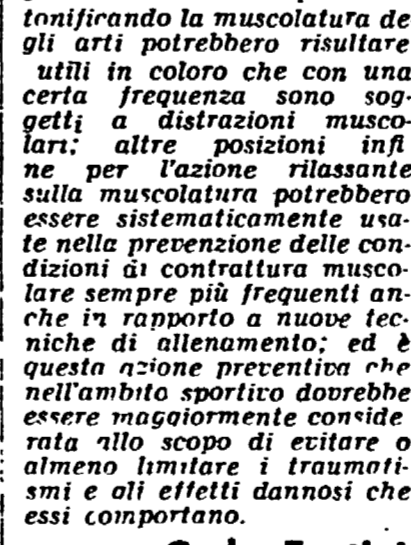 tonificando la muscolatura de
gli arti potrebbero risultare
utili in coloro che con una
certa frequenza sono sog-
getti a distrazioni musco-
lari; altre posizioni infi
ne per l'azione rilassante
sulla muscolatura potrebbero
essere sistematicamente usa-
te nella prevenzione delle con-
dizioni di contrattura musco-
lare sempre più frequenti an-
che in rapporto a nuove tec-
niche di allenamento; ed è
questa azione preventiva che
nell'ambito sportivo dovrebbe
essere maggiormente conside
rata allo scopo di evitare o
almeno limitare i traumati-
smi e gli effetti dannosi che
essi comportano.